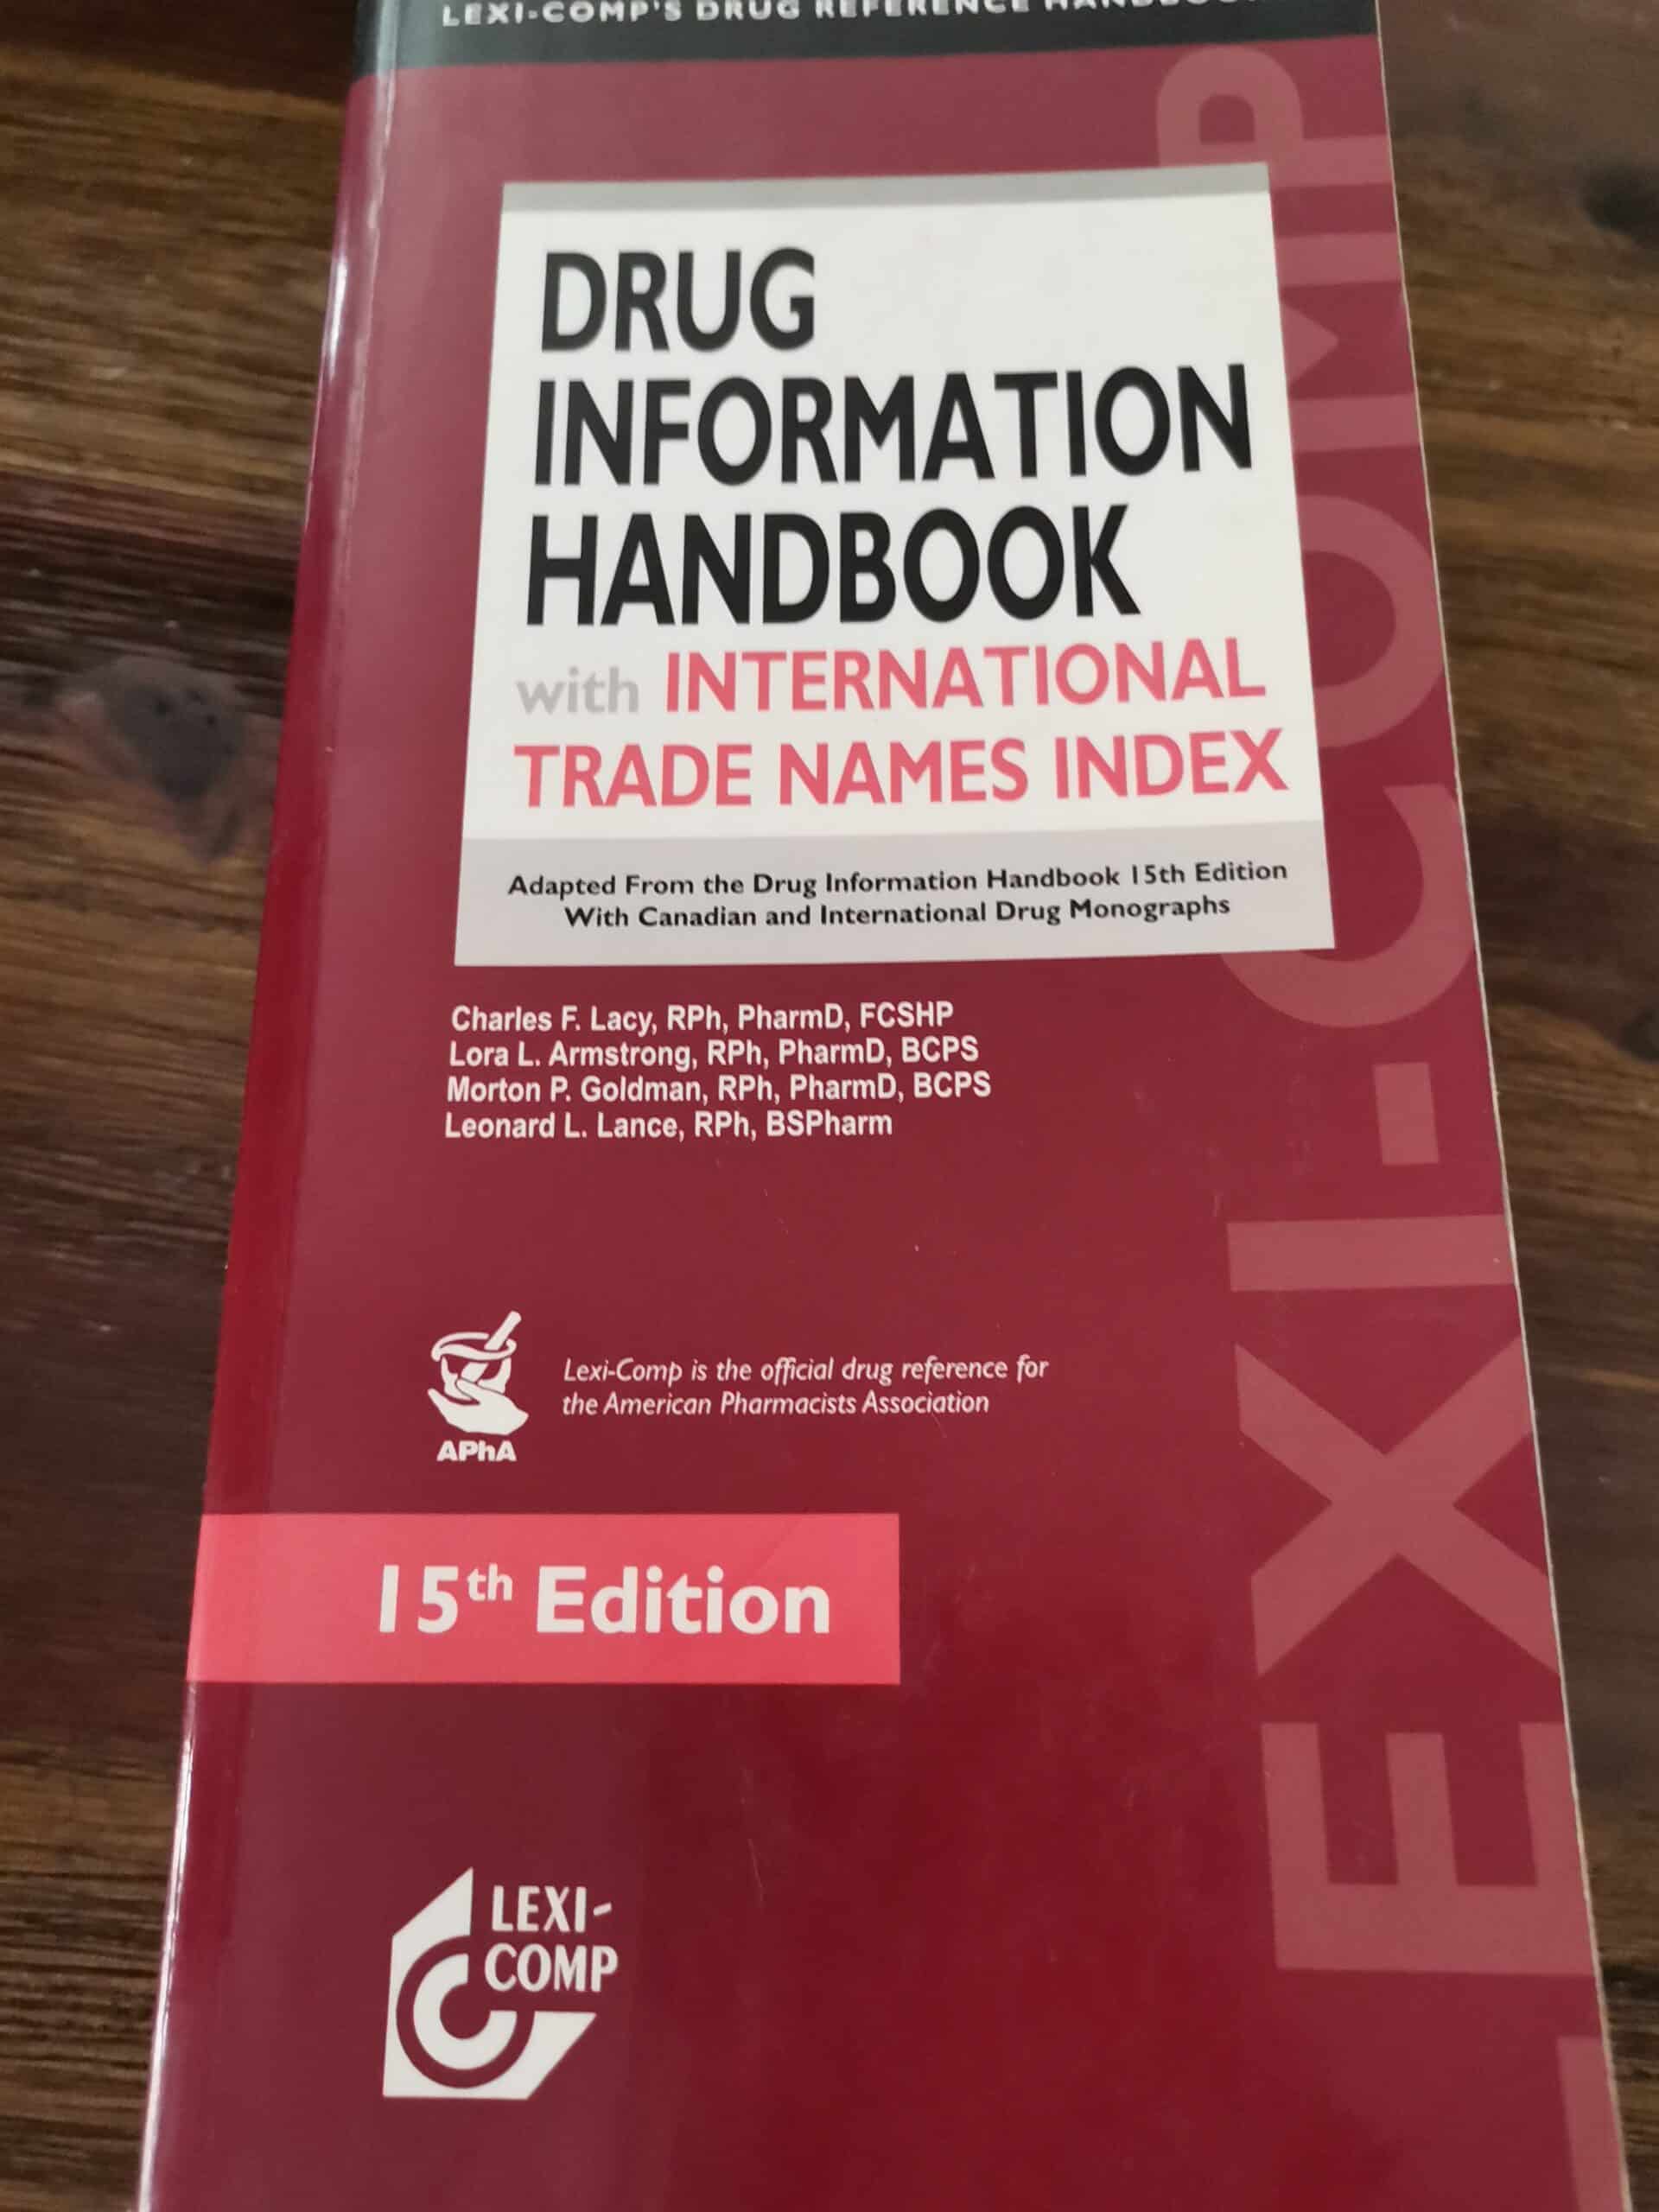 LEXI-COMP'S DRUG REFERENCE HANDBOOK
DRUG
INFORMATION
HANDBOOK
with INTERNATIONAL
TRADE NAMES INDEX
Adapted From the Drug Information Handbook 15th Edition
With Canadian and International Drug Monographs
Charles F. Lacy, RPh, PharmD, FCSHP
Lora L. Armstrong, RPh, PharmD, BCPS
Morton P. Goldman, RPh, PharmD, BCPS
Leonard L. Lance, RPh, BSPharm
Lexi-Comp is the official drug reference for
the American Pharmacists Association
APhA
15th Edition
LEXI-
COMP
LEXI-COMP